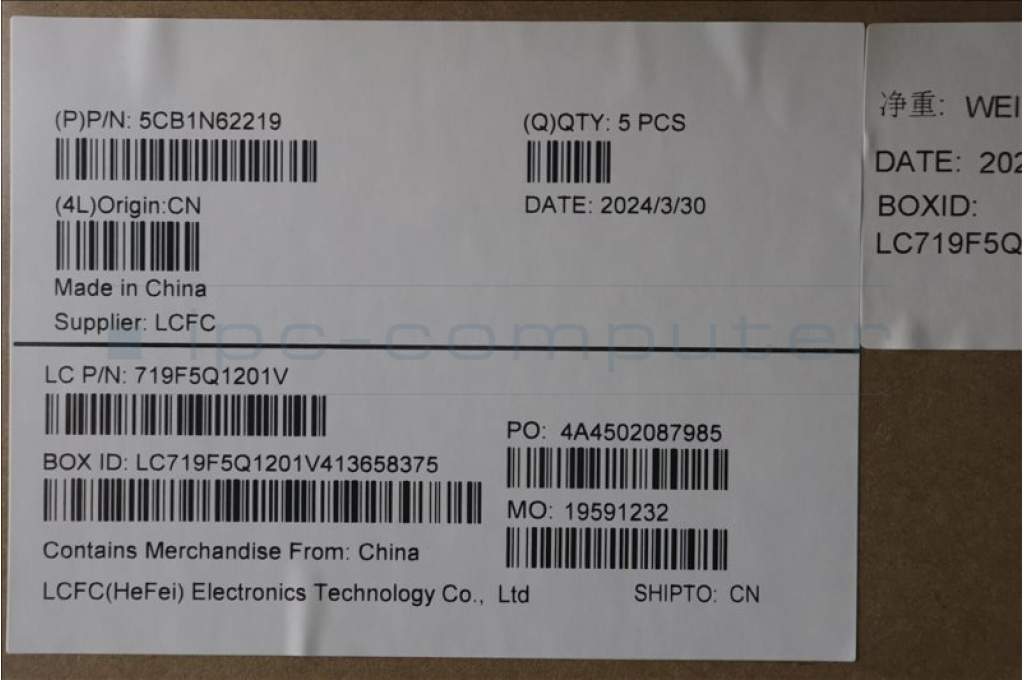 (P)P/N: 5CB1N62219
(Q)QTY: 5 PCS
(4L)Origin:CN
DATE: 2024/3/30
Made in China
Supplier: LCFC
ipc-computer
LC P/N: 719F5Q1201V
PO: 4A4502087985
BOX ID: LC719F5Q1201V413658375
MO: 19591232
Contains Merchandise From: China
LCFC(HeFei) Electronics Technology Co., Ltd
SHIPTO: CN
净重: WEI
DATE: 202
BOXID:
LC719F5Q